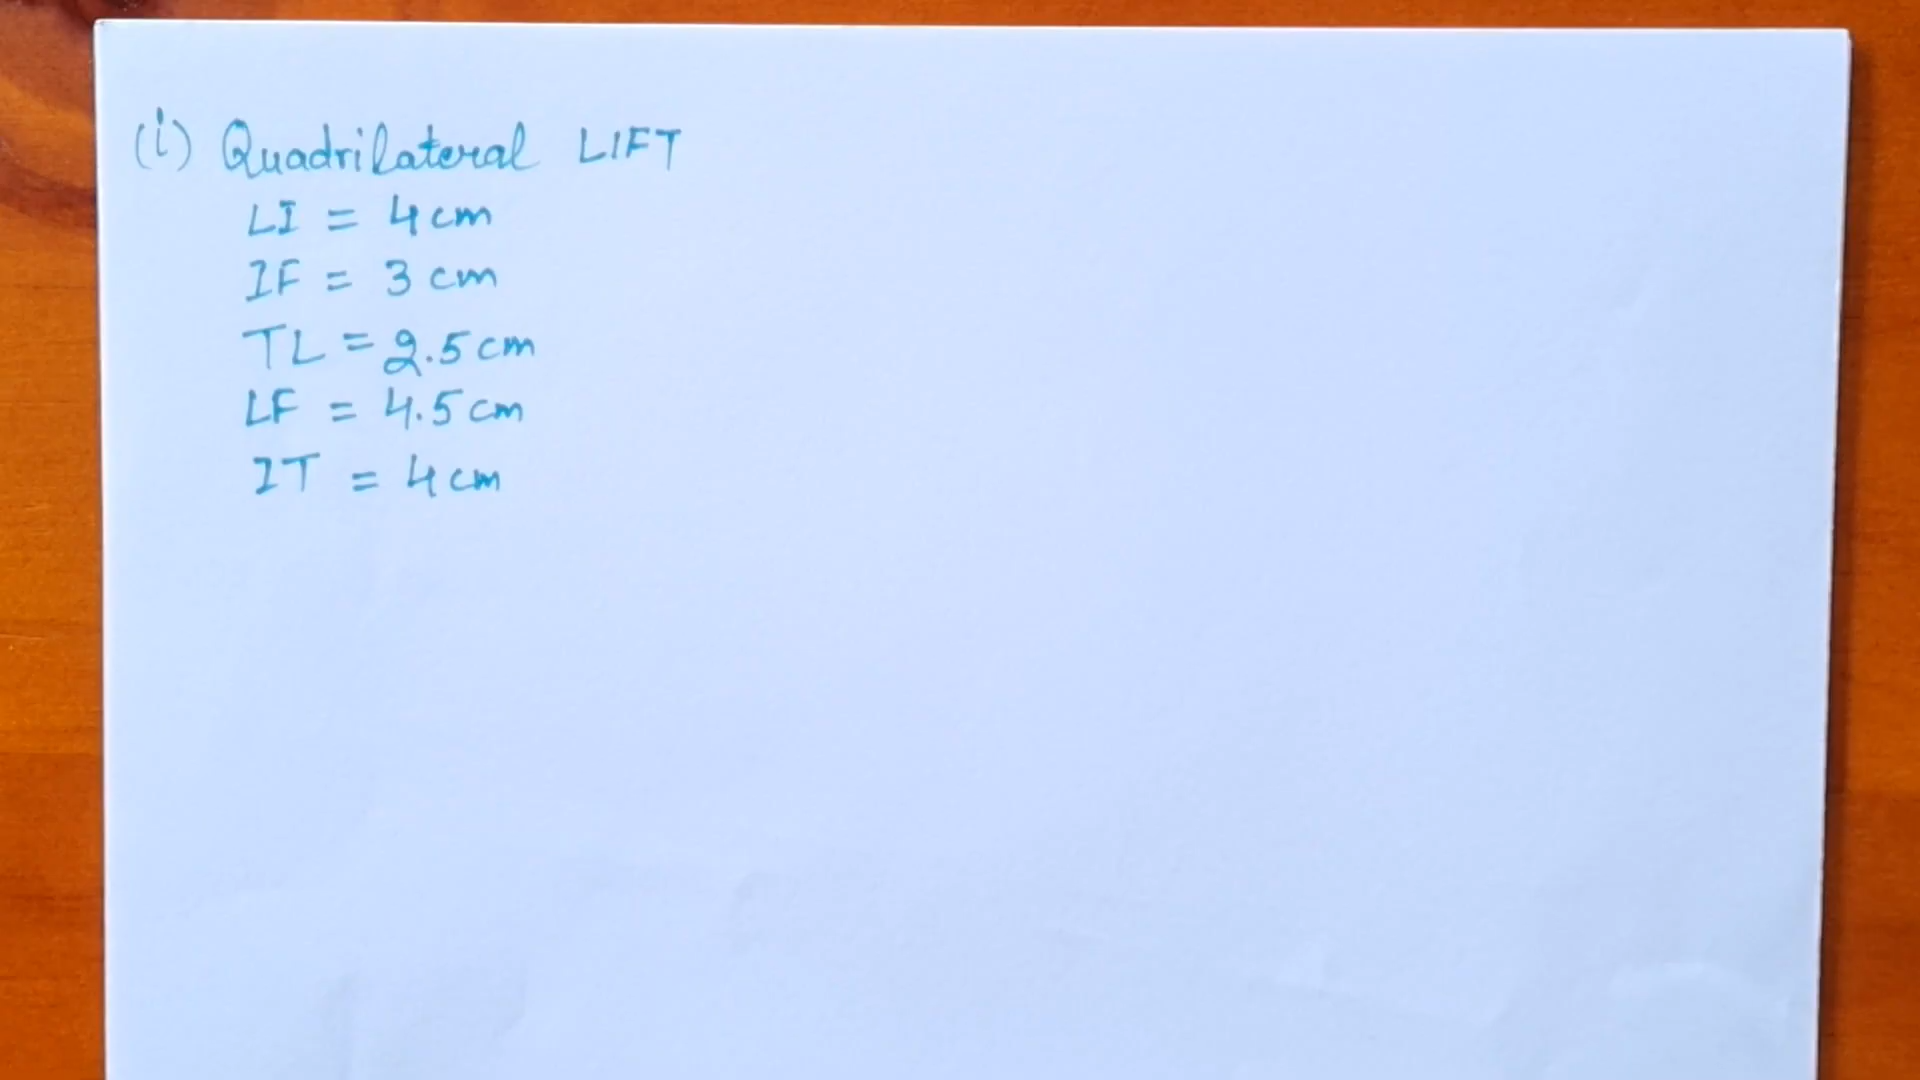 (i) Quadrilateral LIFT
LI = 4 cm
IF = 3 cm
TL = 2.5 cm
LF = 4.5 cm
IT = 4 cm